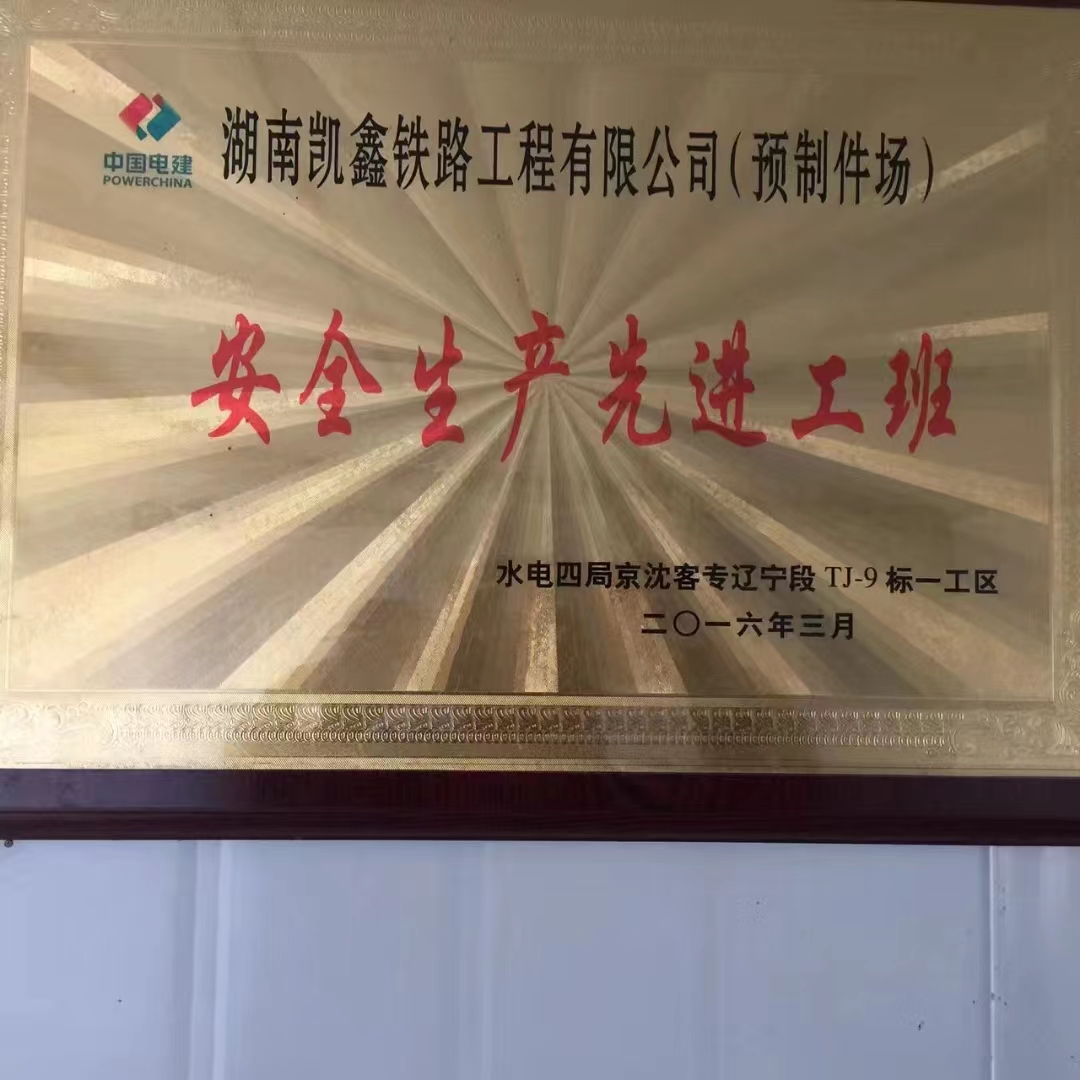 中国电建
POWERCHINA
湖南凯鑫铁路工程有限公司(预制件场)
安全生产先进工班
水电四局京沈客专辽宁段 TJ-9 标一工区
二〇一六年三月